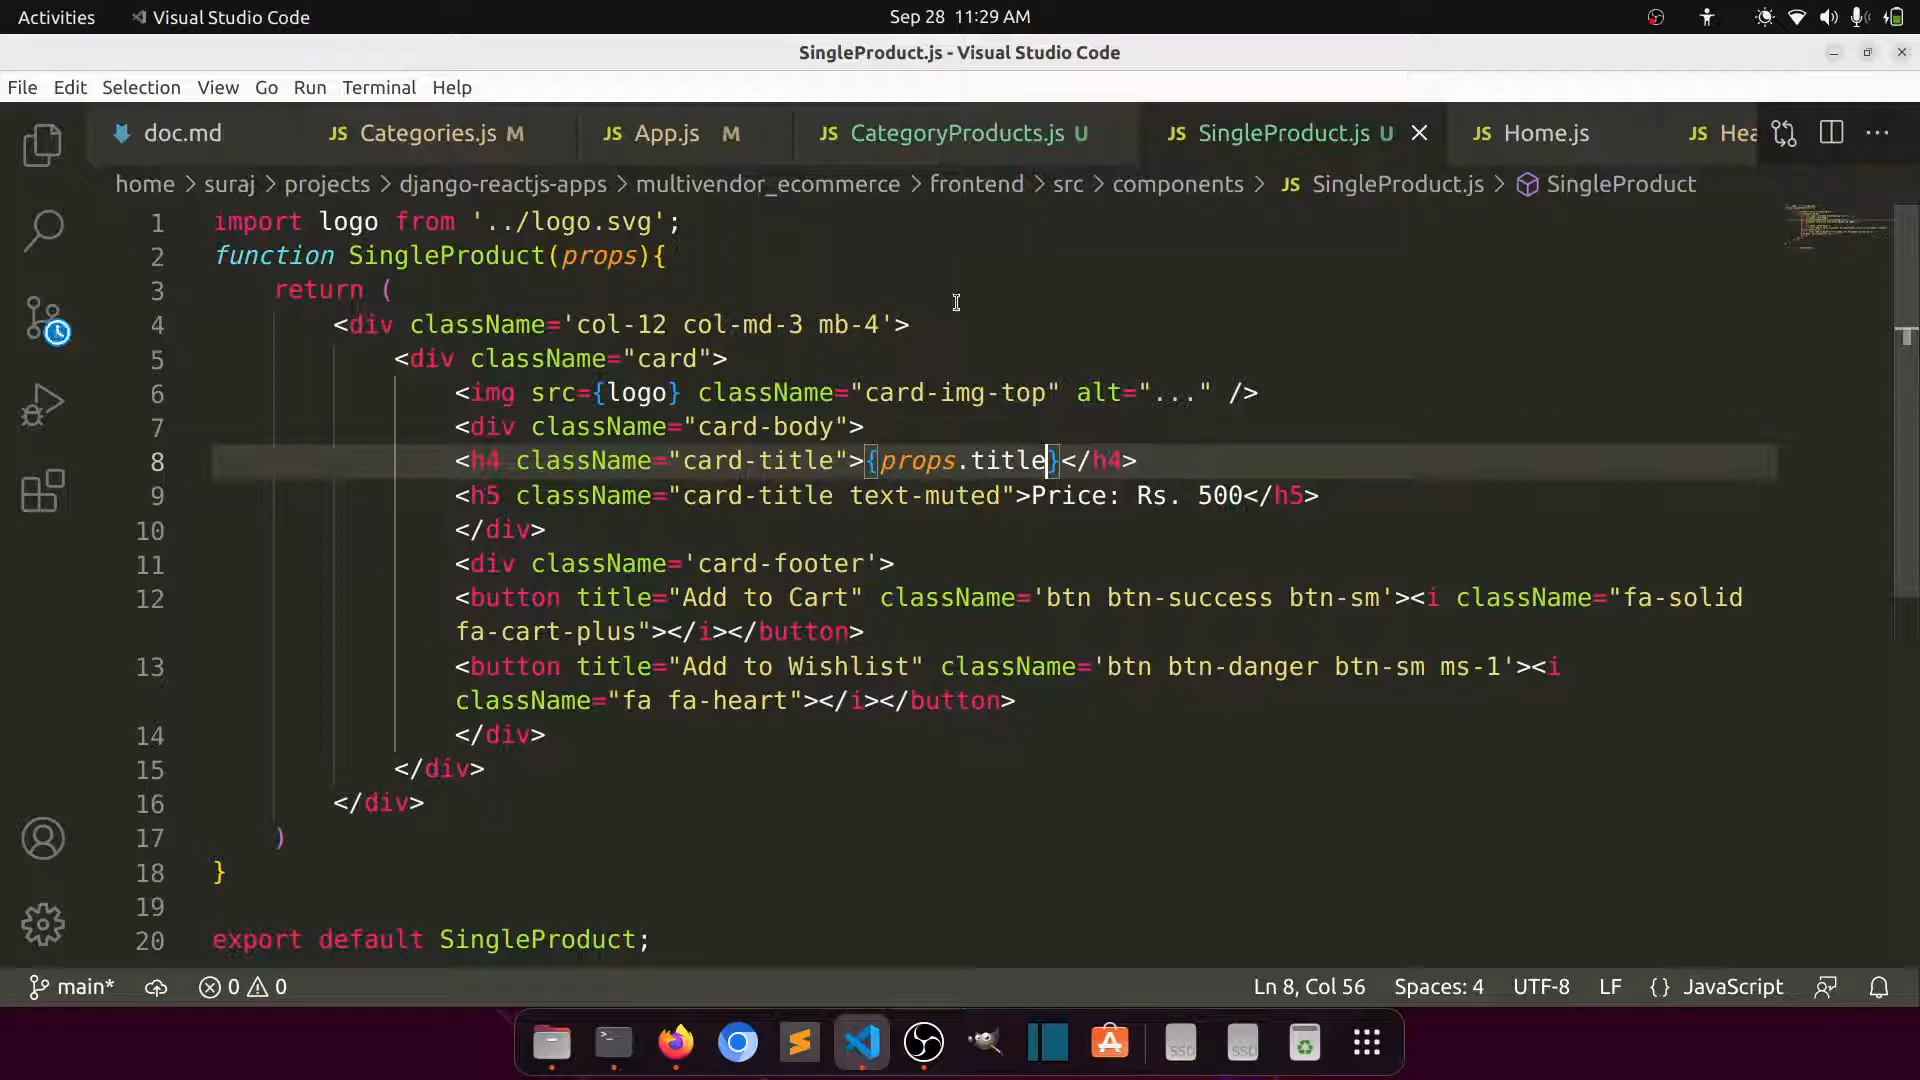 Activities Visual Studio Code Sep 28 11:29 AM
SingleProduct.js - Visual Studio Code
File Edit Selection View Go Run Terminal Help
doc.md JS Categories.js M JS App.js M JS CategoryProducts.js U JS SingleProduct.js U JS Home.js JS Hea
home > suraj > projects > django-reactjs-apps > multivendor_ecommerce > frontend > src > components > JS SingleProduct.js > SingleProduct
1 import logo from '../logo.svg';
2 function SingleProduct(props){
3 return (
4 <div className='col-12 col-md-3 mb-4'>
5 <div className="card">
6 <img src={logo} className="card-img-top" alt="..." />
7 <div className="card-body">
8 <h4 className="card-title">{props.title}</h4>
9 <h5 className="card-title text-muted">Price: Rs. 500</h5>
10 </div>
11 <div className='card-footer'>
12 <button title="Add to Cart" className='btn btn-success btn-sm'><i className="fa-solid
fa-cart-plus"></i></button>
13 <button title="Add to Wishlist" className='btn btn-danger btn-sm ms-1'><i
className="fa fa-heart"></i></button>
14 </div>
15 </div>
16 </div>
17 )
18 }
19
20 export default SingleProduct;
main* 0 0 Ln 8, Col 56 Spaces: 4 UTF-8 LF {} JavaScript
SSD SSD